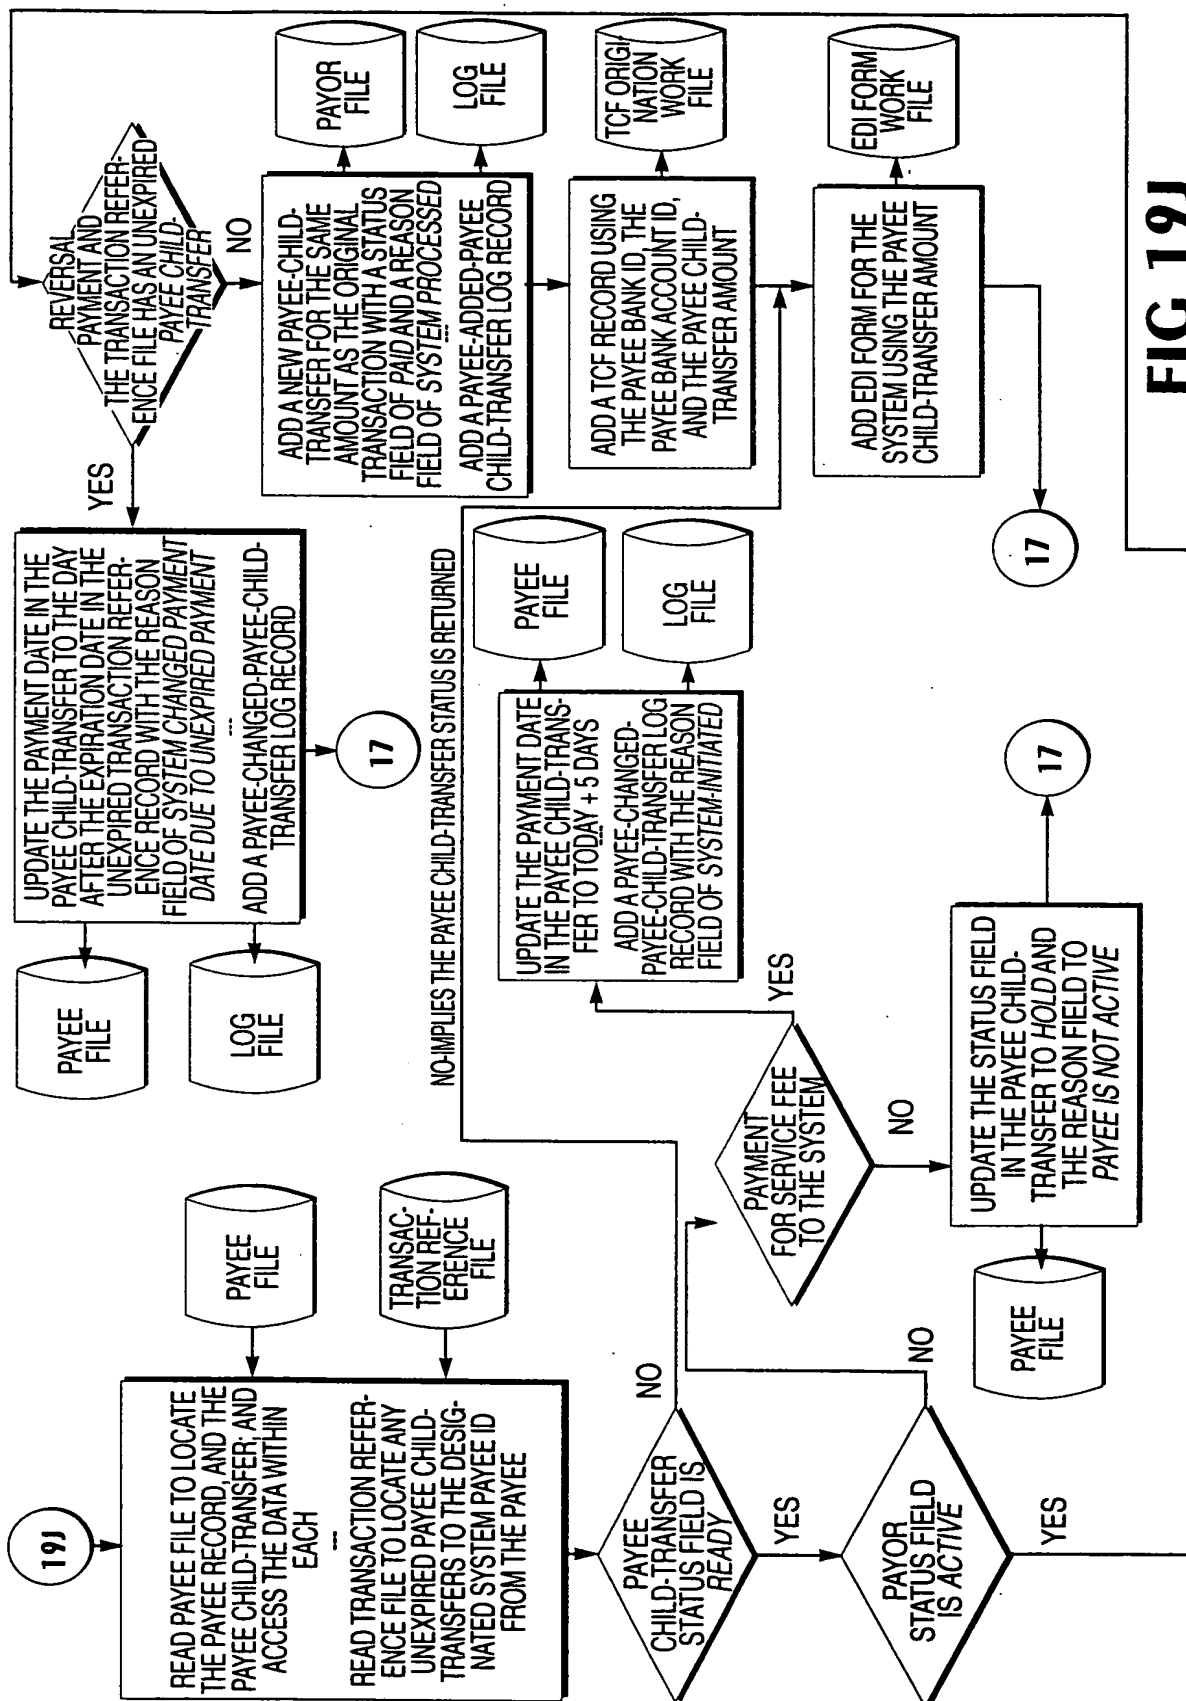 19J
READ PAYEE FILE TO LOCATE
THE PAYEE RECORD, AND THE
PAYEE CHILD-TRANSFER; AND
ACCESS THE DATA WITHIN
EACH
---
READ TRANSACTION REFER-
ENCE FILE TO LOCATE ANY
UNEXPIRED PAYEE CHILD-
TRANSFERS TO THE DESIG-
NATED SYSTEM PAYEE ID
FROM THE PAYEE
PAYEE
FILE
TRANSAC-
TION REF-
ERENCE
FILE
PAYEE
CHILD-TRANSFER
STATUS FIELD IS
READY
NO
YES
NO-IMPLIES THE PAYEE CHILD-TRANSFER STATUS IS RETURNED
PAYOR
STATUS FIELD
IS ACTIVE
NO
YES
PAYMENT
FOR SERVICE FEE
TO THE SYSTEM
YES
NO
UPDATE THE PAYMENT DATE
IN THE PAYEE CHILD-TRANS-
FER TO TODAY + 5 DAYS
---
ADD A PAYEE-CHANGED-
PAYEE-CHILD-TRANSFER LOG
RECORD WITH THE REASON
FIELD OF SYSTEM-INITIATED
PAYEE
FILE
LOG
FILE
UPDATE THE STATUS FIELD
IN THE PAYEE CHILD-
TRANSFER TO HOLD AND
THE REASON FIELD TO
PAYEE IS NOT ACTIVE
PAYEE
FILE
17
REVERSAL
PAYMENT AND
THE TRANSACTION REFER-
ENCE FILE HAS AN UNEXPIRED
PAYEE CHILD-
TRANSFER
YES
NO
UPDATE THE PAYMENT DATE IN THE
PAYEE CHILD-TRANSFER TO THE DAY
AFTER THE EXPIRATION DATE IN THE
UNEXPIRED TRANSACTION REFER-
ENCE RECORD WITH THE REASON
FIELD OF SYSTEM CHANGED PAYMENT
DATE DUE TO UNEXPIRED PAYMENT
---
ADD A PAYEE-CHANGED-PAYEE-CHILD-
TRANSFER LOG RECORD
PAYEE
FILE
LOG
FILE
17
ADD A NEW PAYEE-CHILD-
TRANSFER FOR THE SAME
AMOUNT AS THE ORIGINAL
TRANSACTION WITH A STATUS
FIELD OF PAID AND A REASON
FIELD OF SYSTEM PROCESSED
---
ADD A PAYEE-ADDED-PAYEE
CHILD-TRANSFER LOG RECORD
PAYOR
FILE
LOG
FILE
ADD A TCF RECORD USING
THE PAYEE BANK ID, THE
PAYEE BANK ACCOUNT ID,
AND THE PAYEE CHILD-
TRANSFER AMOUNT
TCF ORIGI-
NATION
WORK
FILE
ADD EDI FORM FOR THE
SYSTEM USING THE PAYEE
CHILD-TRANSFER AMOUNT
EDI FORM
WORK
FILE
17
FIG 19J